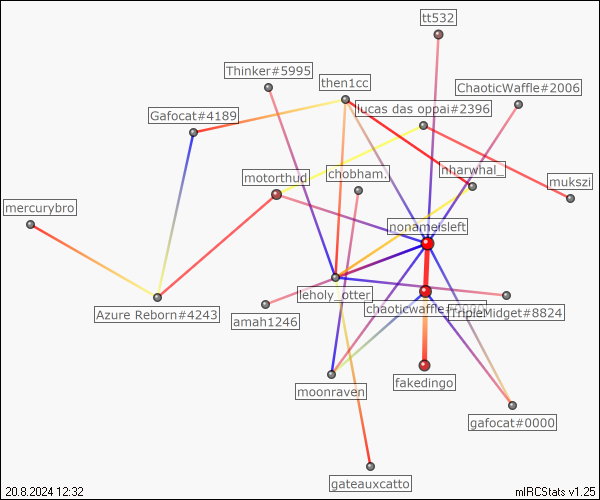 tt532
Thinker#5995
then1cc
ChaoticWaffle#2006
Gafocat#4189
lucas das oppai#2396
motorthud
chobham.
nharwhal_
mukszi
mercurybro
nonameisleft
leholy_otter
chaoticwaffle
TripleMidget#8824
Azure Reborn#4243
amah1246
moonraven
fakedingo
gafocat#0000
gateauxcatto
20.8.2024 12:32
mIRCStats v1.25